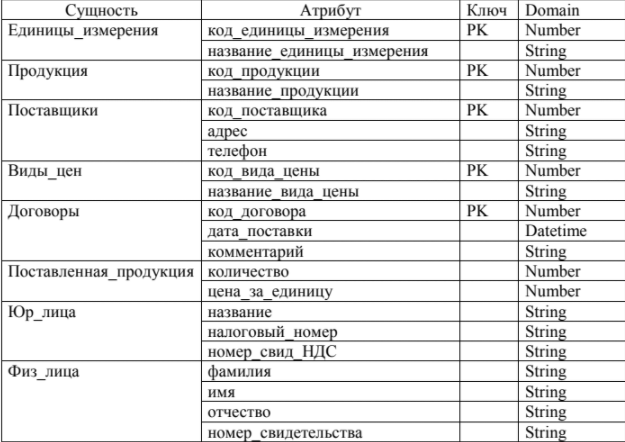 Сущность Атрибут Ключ Domain
Единицы_измерения код_единицы_измерения PK Number
название_единицы_измерения String
Продукция код_продукции PK Number
название_продукции String
Поставщики код_поставщика PK Number
адрес String
телефон String
Виды_цен код_вида_цены PK Number
название_вида_цены String
Договоры код_договора PK Number
дата_поставки Datetime
комментарий String
Поставленная_продукция количество Number
цена_за_единицу Number
Юр_лица название String
налоговый_номер String
номер_свид_НДС String
Физ_лица фамилия String
имя String
отчество String
номер_свидетельства String